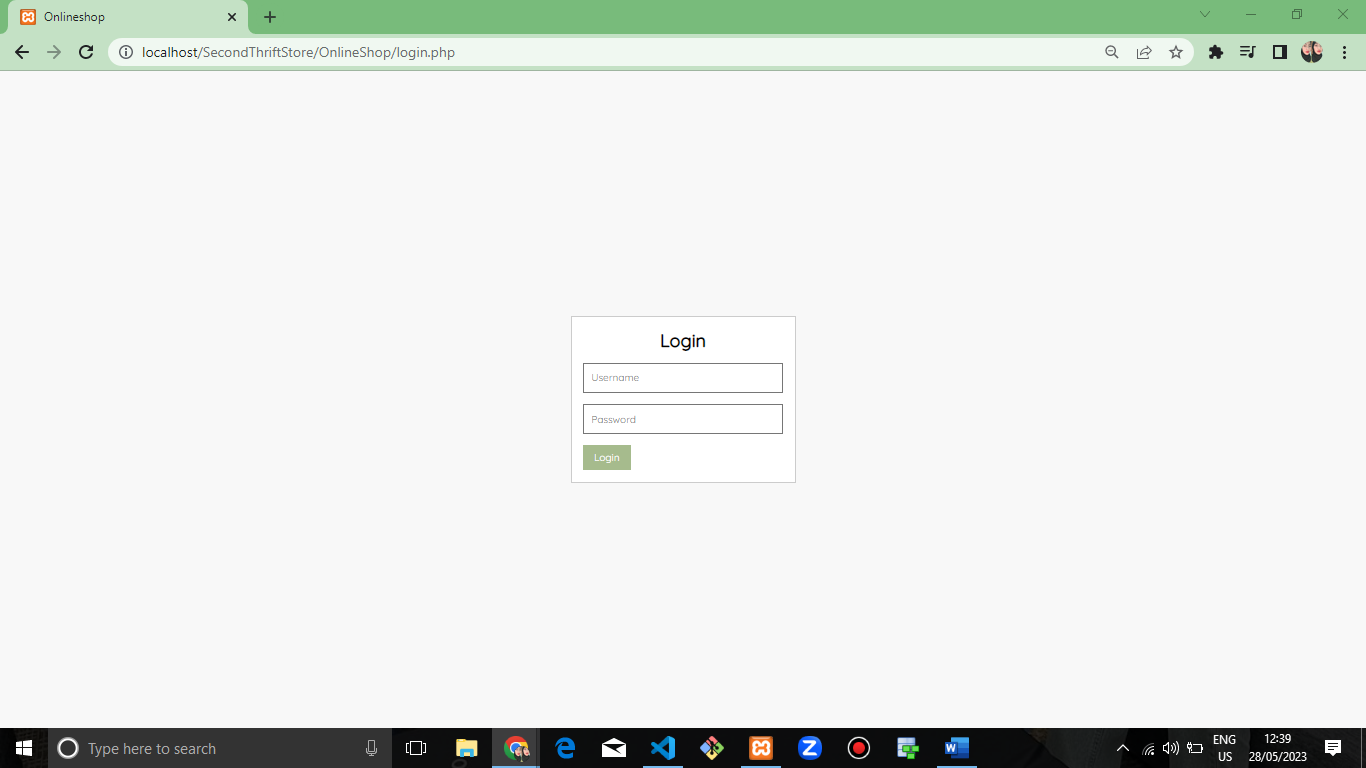 Onlineshop
localhost/SecondThriftStore/OnlineShop/login.php
Login
Username
Password
Login
Type here to search
ENG
US
12:39
28/05/2023